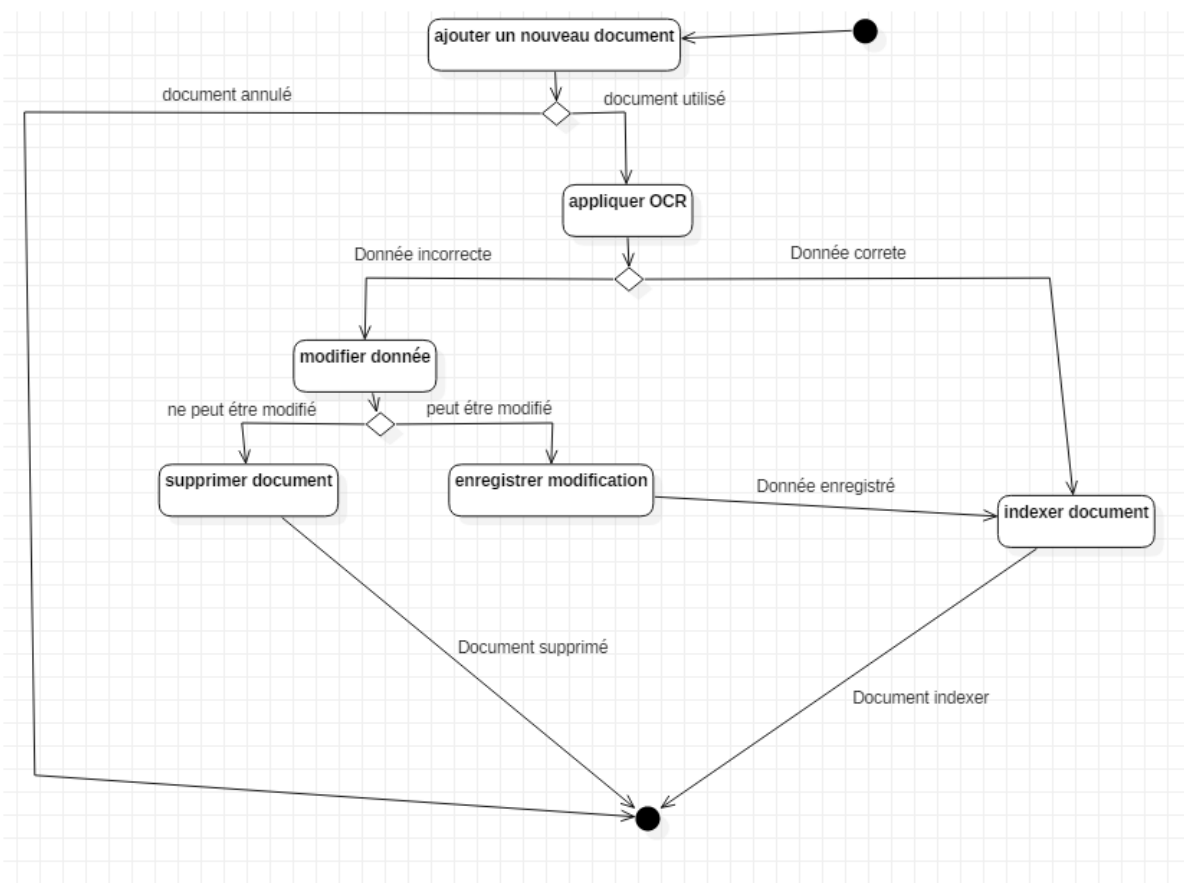 ajouter un nouveau document
document annulé
document utilisé
appliquer OCR
Donnée incorrecte
Donnée correte
modifier donnée
ne peut étre modifié
peut étre modifié
supprimer document
enregistrer modification
Donnée enregistré
indexer document
Document supprimé
Document indexer